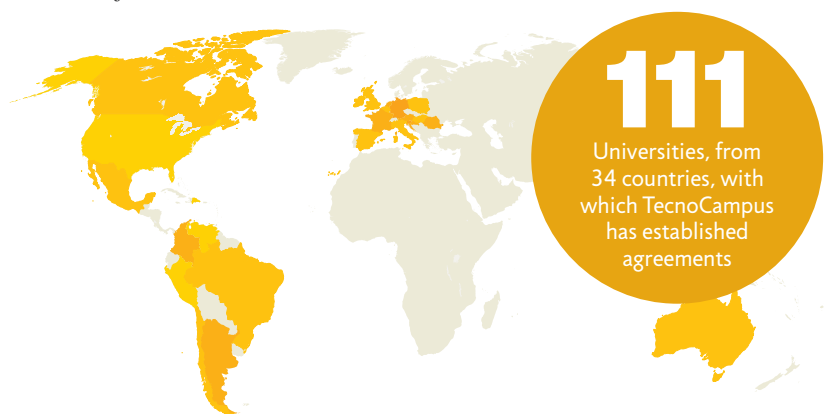 111
Universities, from
34 countries, with
which TecnoCampus
has established
agreements